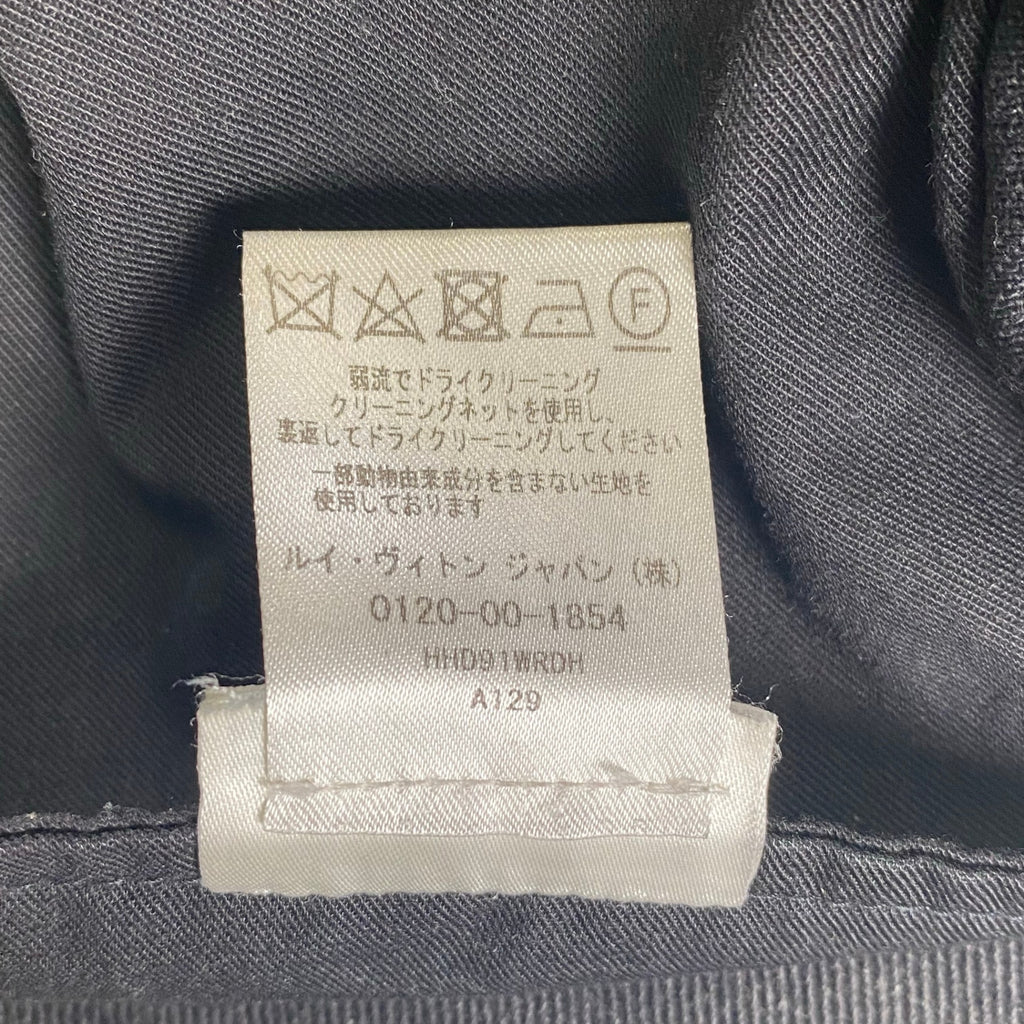 F
弱流でドライクリーニング
クリーニングネットを使用し、
裏返してドライクリーニングしてください
一部動物由来成分を含まない生地を
使用しております
ルイ・ヴィトン ジャパン (株)
0120-00-1854
HHD91WRDH
A129